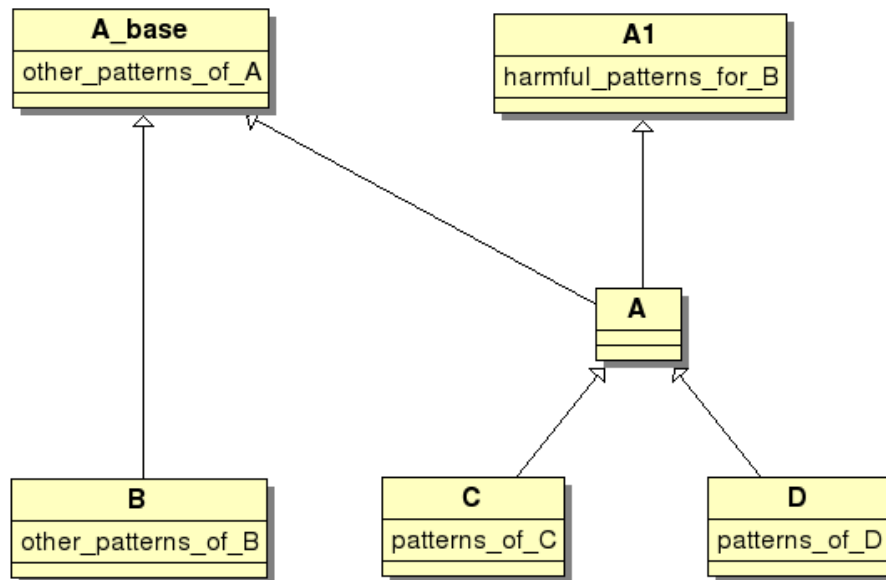 A_base
other_patterns_of_A
A1
harmful_patterns_for_B
A
B
other_patterns_of_B
C
patterns_of_C
D
patterns_of_D